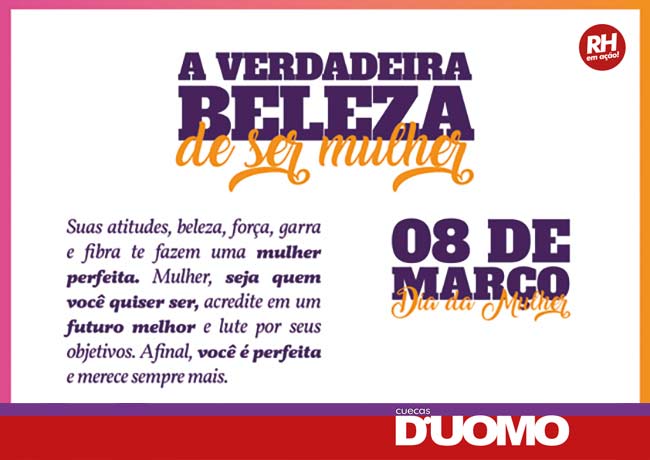 RH
em ação!
A VERDADEIRA
BELEZA
de ser mulher
Suas atitudes, beleza, força, garra
e fibra te fazem uma mulher
perfeita. Mulher, seja quem
você quiser ser, acredite em um
futuro melhor e lute por seus
objetivos. Afinal, você é perfeita
e merece sempre mais.
08 DE
MARÇO
Dia da Mulher
cuecas
D'UOMO